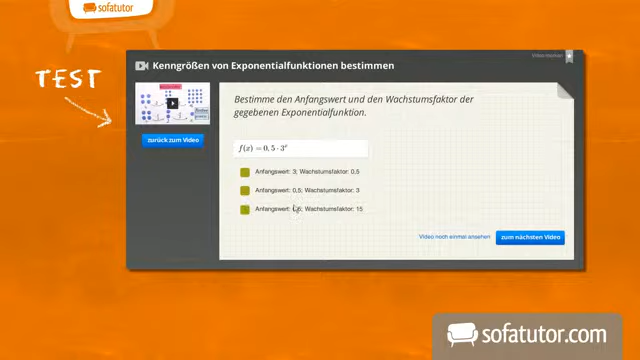 sofatutor
TEST
Kenngrößen von Exponentialfunktionen bestimmen
Bestimme den Anfangswert und den Wachstumsfaktor der
gegebenen Exponentialfunktion.
zurück zum Video
f(x) = 0,5 · 3ˣ
Anfangswert: 3; Wachstumsfaktor: 0,5
Anfangswert: 0,5; Wachstumsfaktor: 3
Anfangswert: Wachstumsfaktor: 15
Video noch einmal ansehen
zum nächsten Video
sofatutor.com